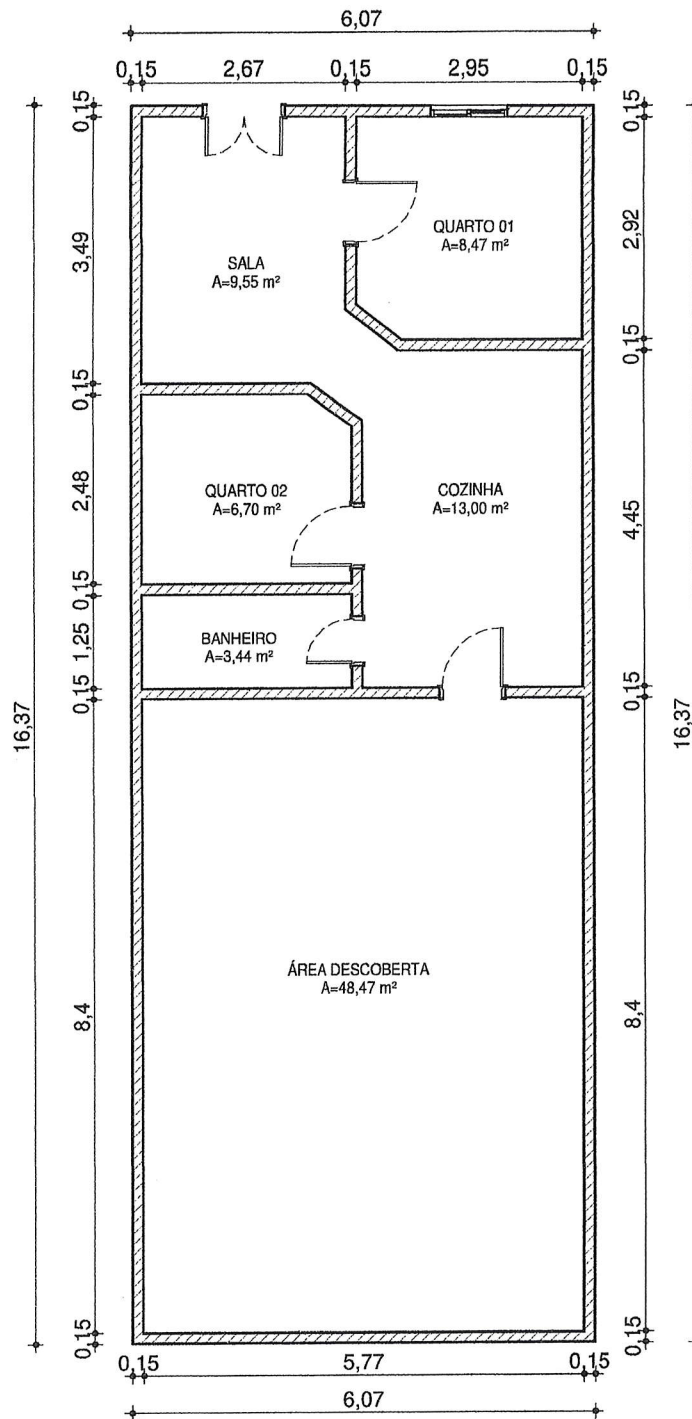 6,07
0,15 2,67 0,15 2,95 0,15
0,15 0,15
3,49 2,92
QUARTO 01
A=8,47 m²
SALA
A=9,55 m²
0,15
0,15
2,48
QUARTO 02
A=6,70 m²
COZINHA
A=13,00 m²
4,45
0,15
1,25
BANHEIRO
A=3,44 m²
0,15 0,15
16,37 16,37
ÁREA DESCOBERTA
A=48,47 m²
8,4 8,4
0,15 0,15
0,15 5,77 0,15
6,07